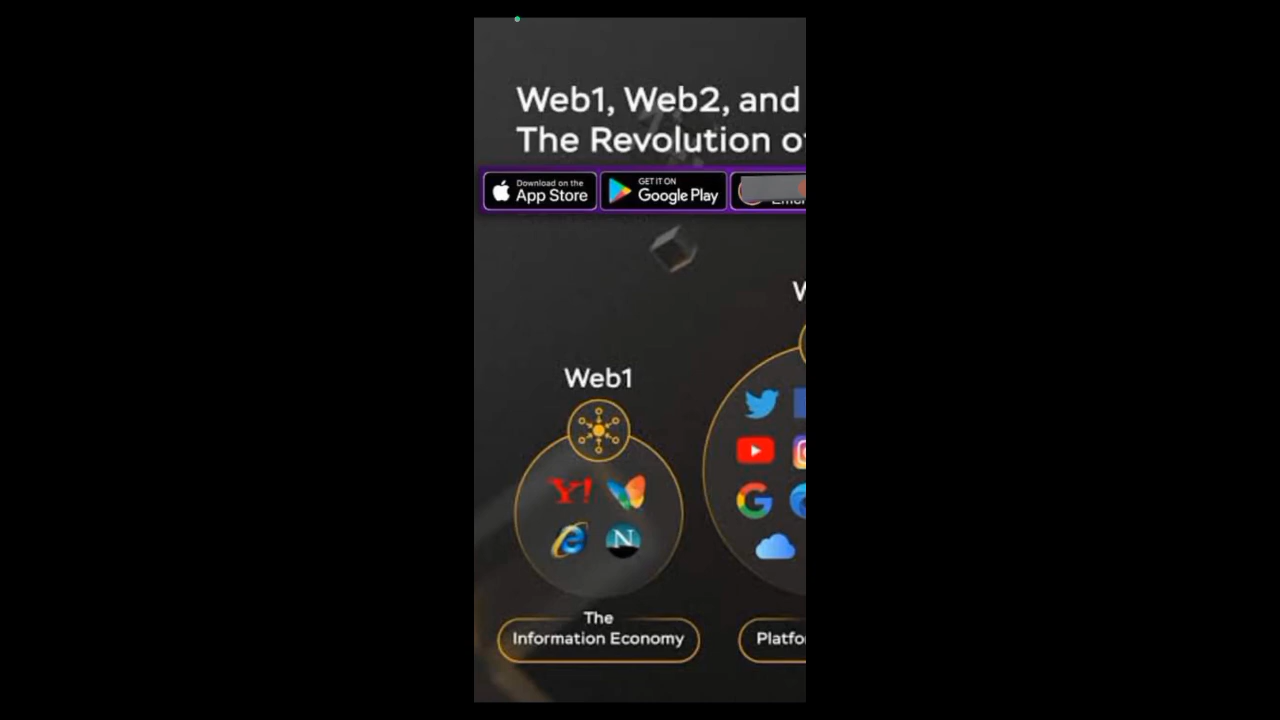 Web1, Web2, and
The Revolution
Download on the
App Store
GET IT ON
Google Play
Web1
Y!
N
The
Information Economy